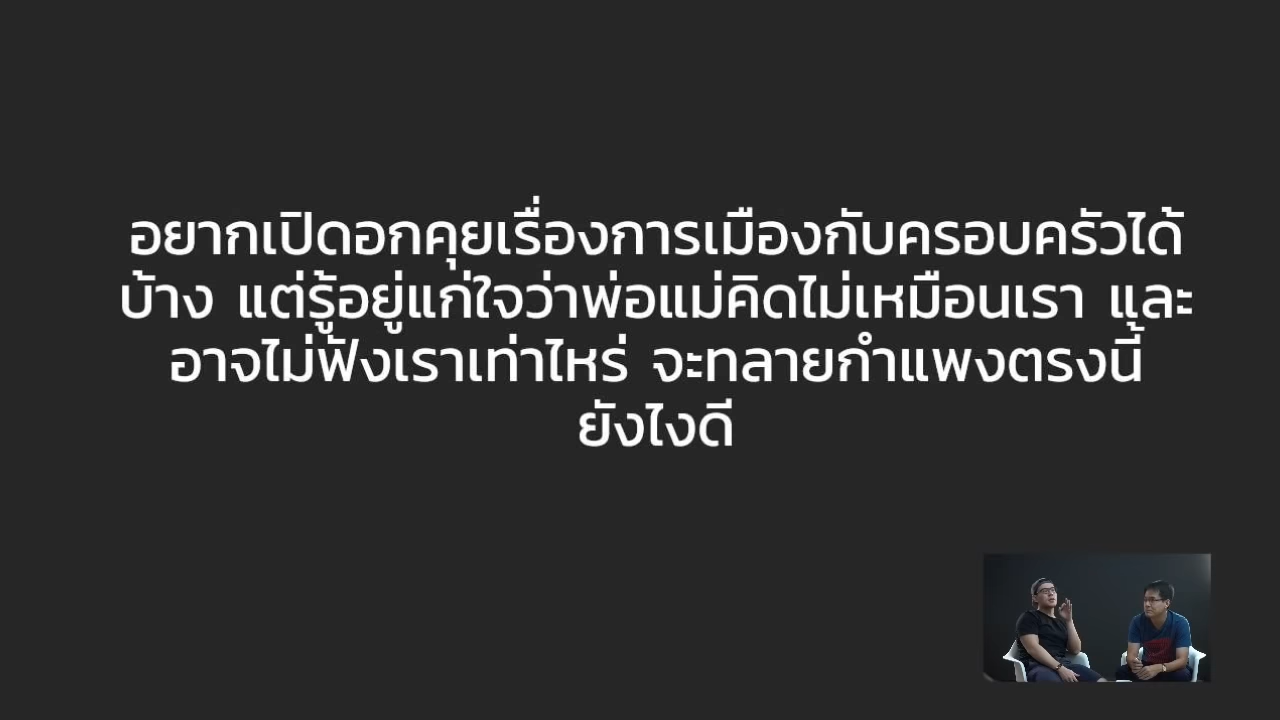 อยากเปิดอกคุยเรื่องการเมืองกับครอบครัวได้
บ้าง แต่รู้อยู่แก่ใจว่าพ่อแม่คิดไม่เหมือนเรา และ
อาจไม่ฟังเราเท่าไหร่ จะทลายกำแพงตรงนี้
ยังไงดี